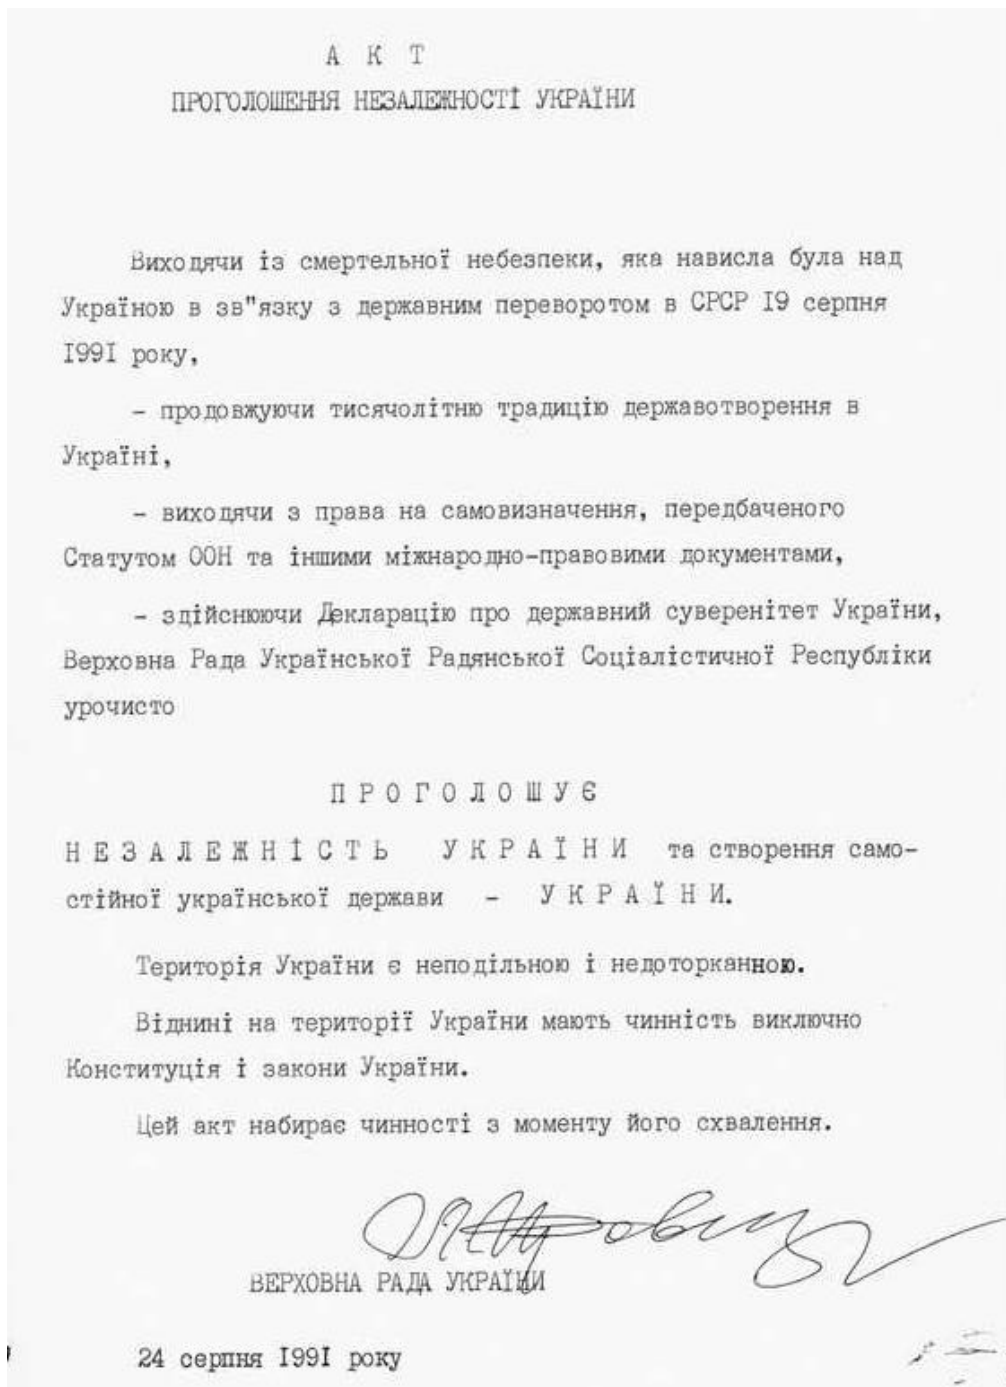 А К Т
ПРОГОЛОШЕННЯ НЕЗАЛЕЖНОСТІ УКРАЇНИ
Виходячи із смертельної небезпеки, яка нависла була над
Україною в зв"язку з державним переворотом в СРСР 19 серпня
1991 року,
- продовжуючи тисячолітню традицію державотворення в
Україні,
- виходячи з права на самовизначення, передбаченого
Статутом ООН та іншими міжнародно-правовими документами,
- здійснюючи Декларацію про державний суверенітет України,
Верховна Рада Української Радянської Соціалістичної Республіки
урочисто
П Р О Г О Л О Ш У Є
Н Е З А Л Е Ж Н І С Т Ь У К Р А Ї Н И та створення само-
стійної української держави - У К Р А Ї Н И.
Територія України є неподільною і недоторканною.
Віднині на території України мають чинність виключно
Конституція і закони України.
Цей акт набирає чинності з моменту його схвалення.
ВЕРХОВНА РАДА УКРАЇНИ
24 серпня 1991 року